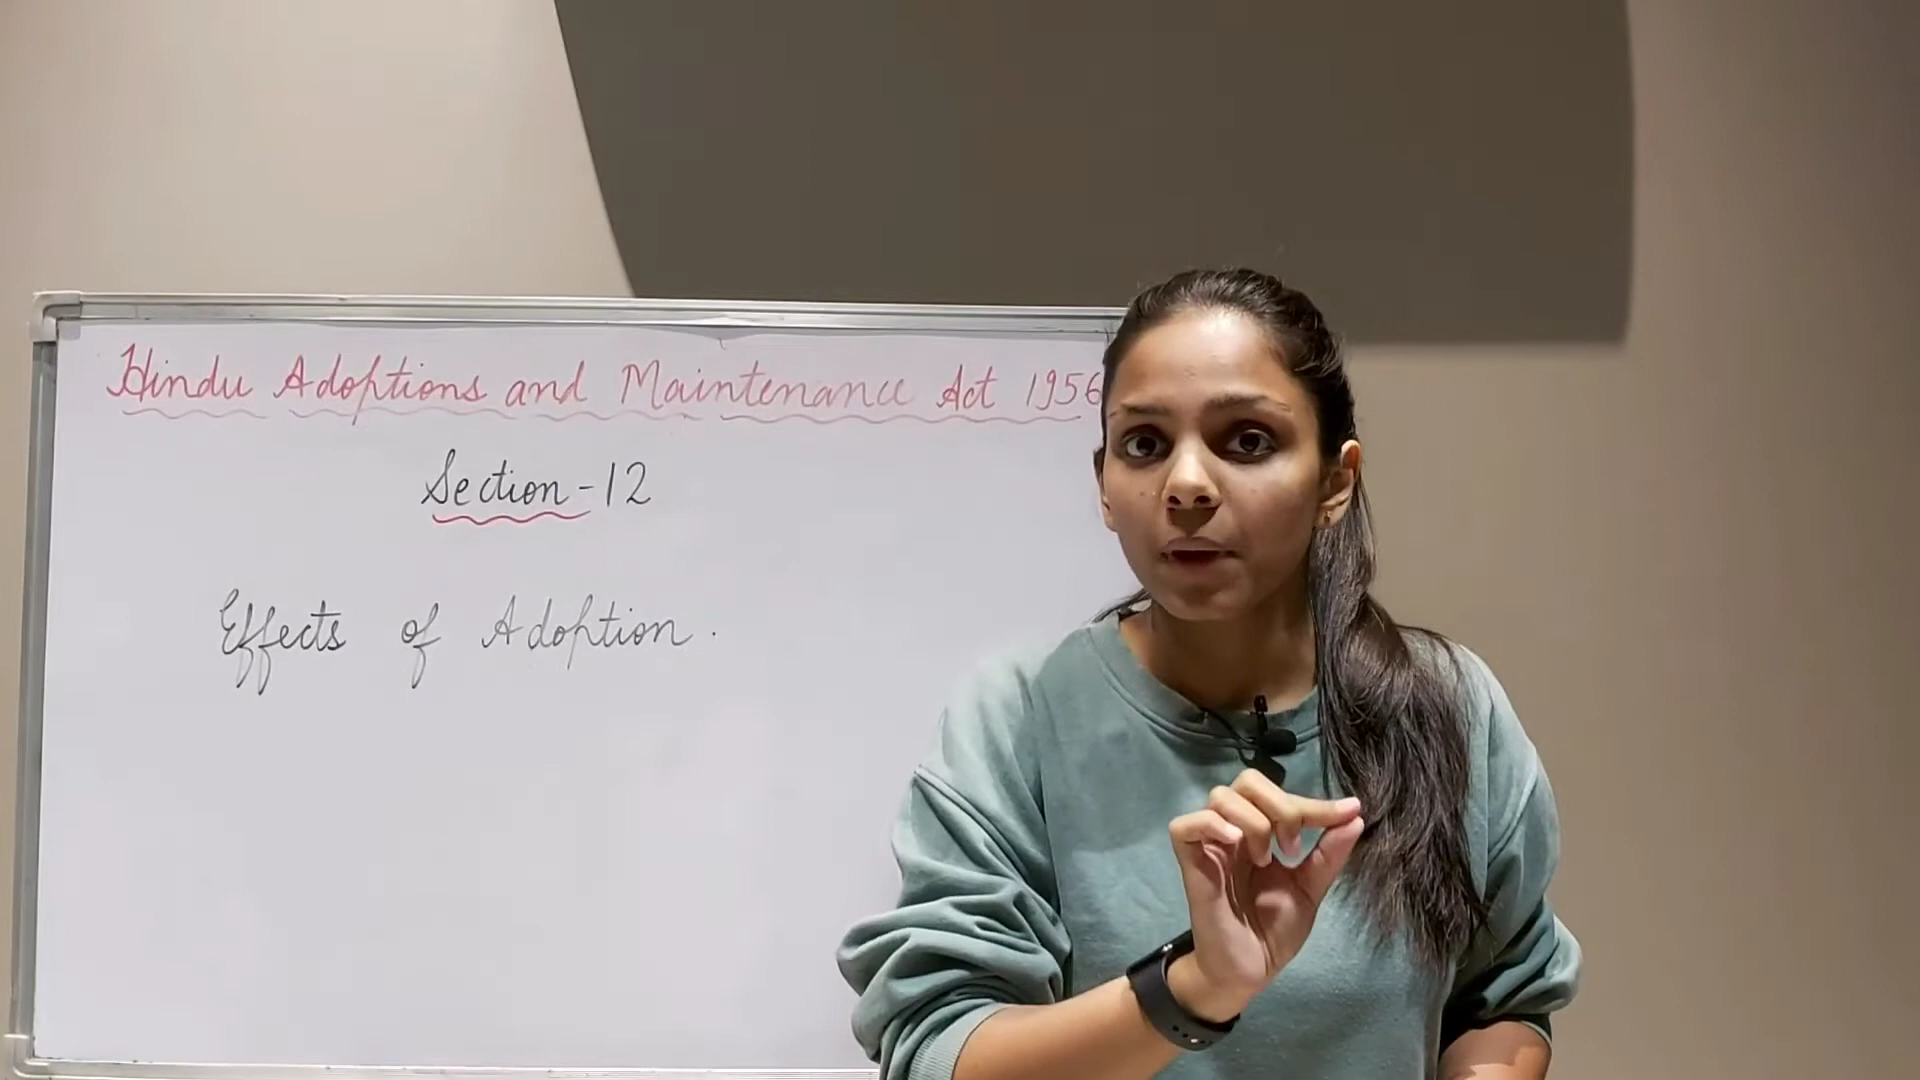 Hindu Adoptions and Maintenance Act 1956
Section-12
Effects of Adoption.